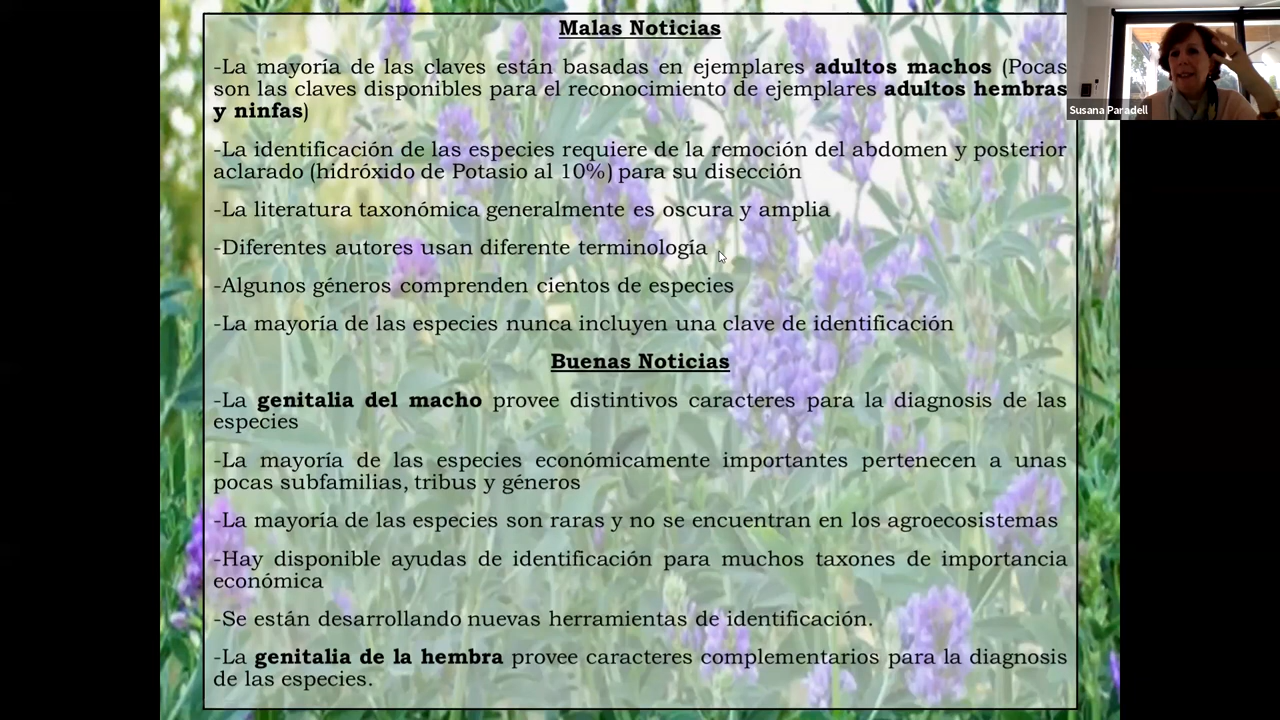 Malas Noticias
-La mayoría de las claves están basadas en ejemplares adultos machos (Pocas
son las claves disponibles para el reconocimiento de ejemplares adultos hembras
y ninfas)
-La identificación de las especies requiere de la remoción del abdomen y posterior
aclarado (hidróxido de Potasio al 10%) para su disección
-La literatura taxonómica generalmente es oscura y amplia
-Diferentes autores usan diferente terminología
-Algunos géneros comprenden cientos de especies
-La mayoría de las especies nunca incluyen una clave de identificación
Buenas Noticias
-La genitalia del macho provee distintivos caracteres para la diagnosis de las
especies
-La mayoría de las especies económicamente importantes pertenecen a unas
pocas subfamilias, tribus y géneros
-La mayoría de las especies son raras y no se encuentran en los agroecosistemas
-Hay disponible ayudas de identificación para muchos taxones de importancia
económica
-Se están desarrollando nuevas herramientas de identificación.
-La genitalia de la hembra provee caracteres complementarios para la diagnosis
de las especies.
Susana Paradell